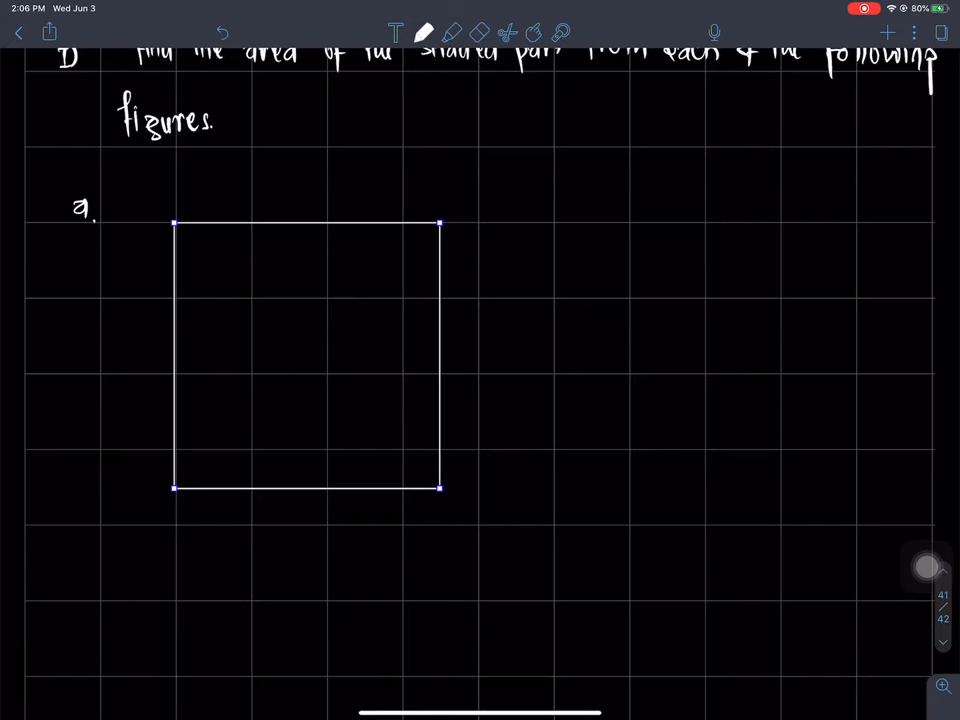 2:06 PM Wed Jun 3
80%
T
1) Find the area of the shaded part from each of the following
figures.
a.
41
/
42